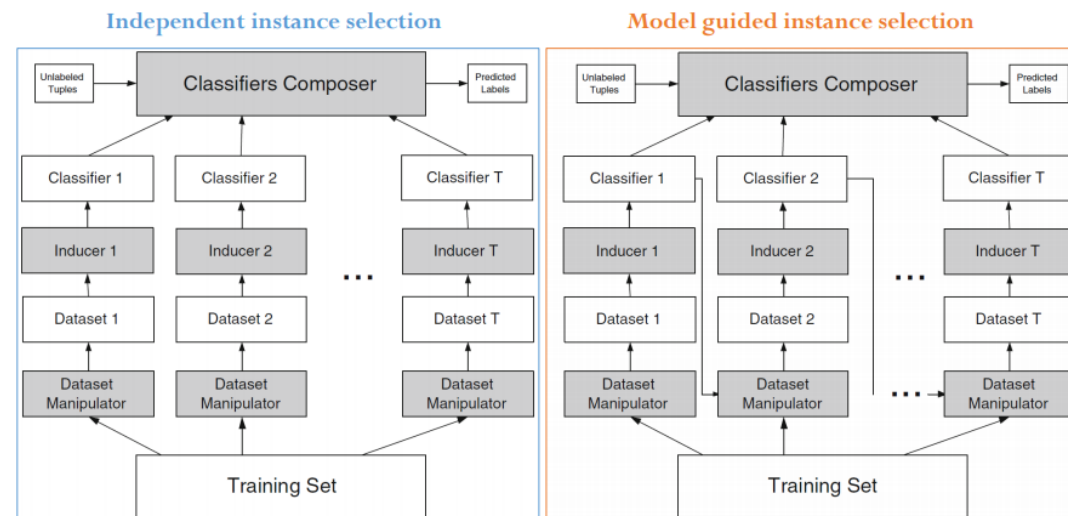 Independent instance selection
Unlabeled
Tuples
Classifiers Composer
Predicted
Labels
Classifier 1
Classifier 2
Classifier T
Inducer 1
Inducer 2
Inducer T
...
Dataset 1
Dataset 2
Dataset T
Dataset
Manipulator
Dataset
Manipulator
Dataset
Manipulator
Training Set
Model guided instance selection
Unlabeled
Tuples
Classifiers Composer
Predicted
Labels
Classifier 1
Classifier 2
Classifier T
Inducer 1
Inducer 2
Inducer T
...
Dataset 1
Dataset 2
Dataset T
Dataset
Manipulator
Dataset
Manipulator
...
Dataset
Manipulator
Training Set